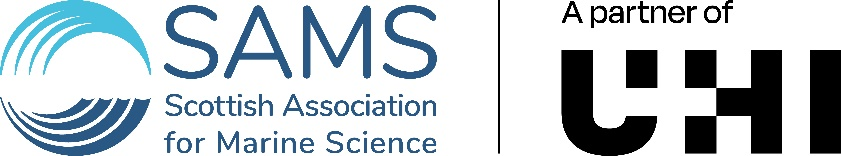 SAMS
Scottish Association
for Marine Science
A partner of
UHI